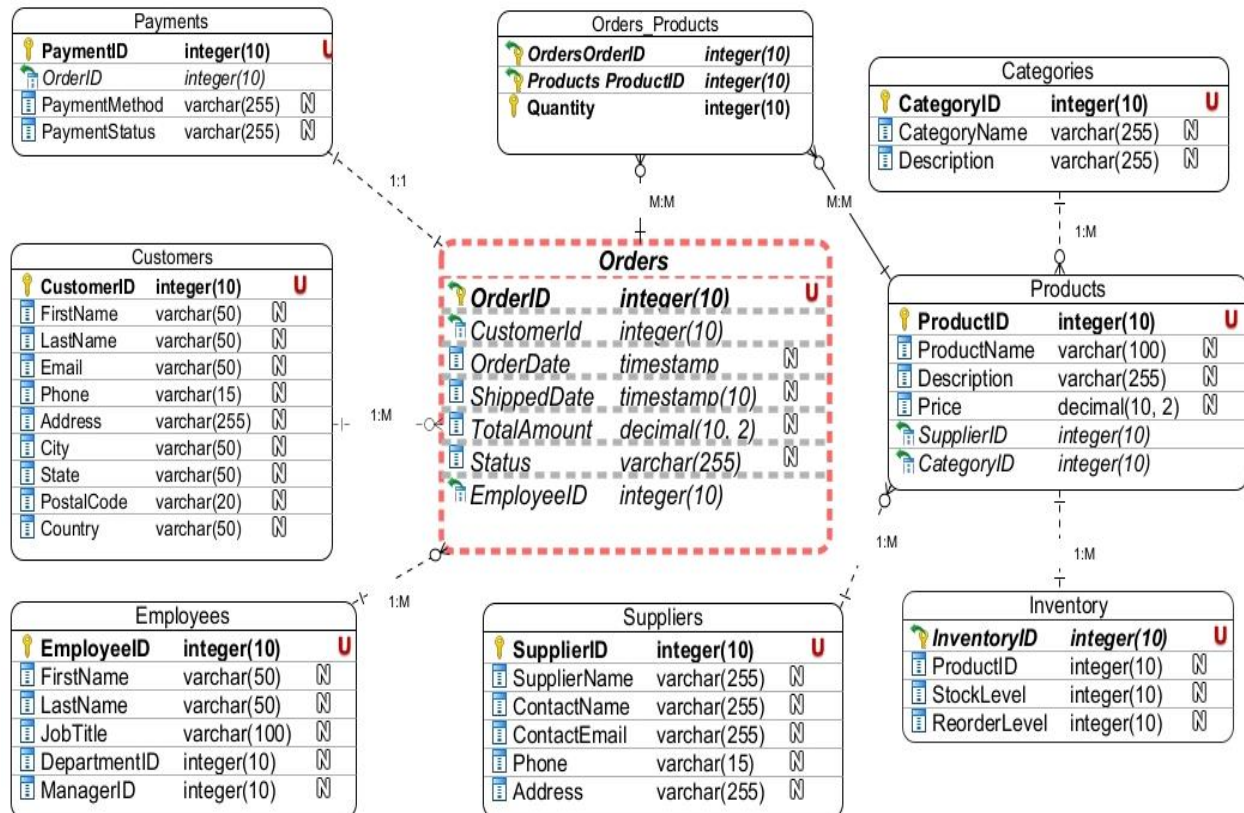 Payments
PaymentID integer(10) U
OrderID integer(10)
PaymentMethod varchar(255) N
PaymentStatus varchar(255) N
Orders_Products
OrdersOrderID integer(10)
Products ProductID integer(10)
Quantity integer(10)
Categories
CategoryID integer(10) U
CategoryName varchar(255) N
Description varchar(255) N
1:1
M:M
M:M
1:M
Customers
CustomerID integer(10) U
FirstName varchar(50) N
LastName varchar(50) N
Email varchar(50) N
Phone varchar(15) N
Address varchar(255) N
City varchar(50) N
State varchar(50) N
PostalCode varchar(20) N
Country varchar(50) N
1:M
Orders
OrderID integer(10) U
CustomerId integer(10)
OrderDate timestamp N
ShippedDate timestamp(10) N
TotalAmount decimal(10, 2) N
Status varchar(255) N
EmployeeID integer(10)
Products
ProductID integer(10) U
ProductName varchar(100) N
Description varchar(255) N
Price decimal(10, 2) N
SupplierID integer(10)
CategoryID integer(10)
1:M
1:M
1:M
Employees
EmployeeID integer(10) U
FirstName varchar(50) N
LastName varchar(50) N
JobTitle varchar(100) N
DepartmentID integer(10) N
ManagerID integer(10) N
Suppliers
SupplierID integer(10) U
SupplierName varchar(255) N
ContactName varchar(255) N
ContactEmail varchar(255) N
Phone varchar(15) N
Address varchar(255) N
Inventory
InventoryID integer(10) U
ProductID integer(10) N
StockLevel integer(10) N
ReorderLevel integer(10) N